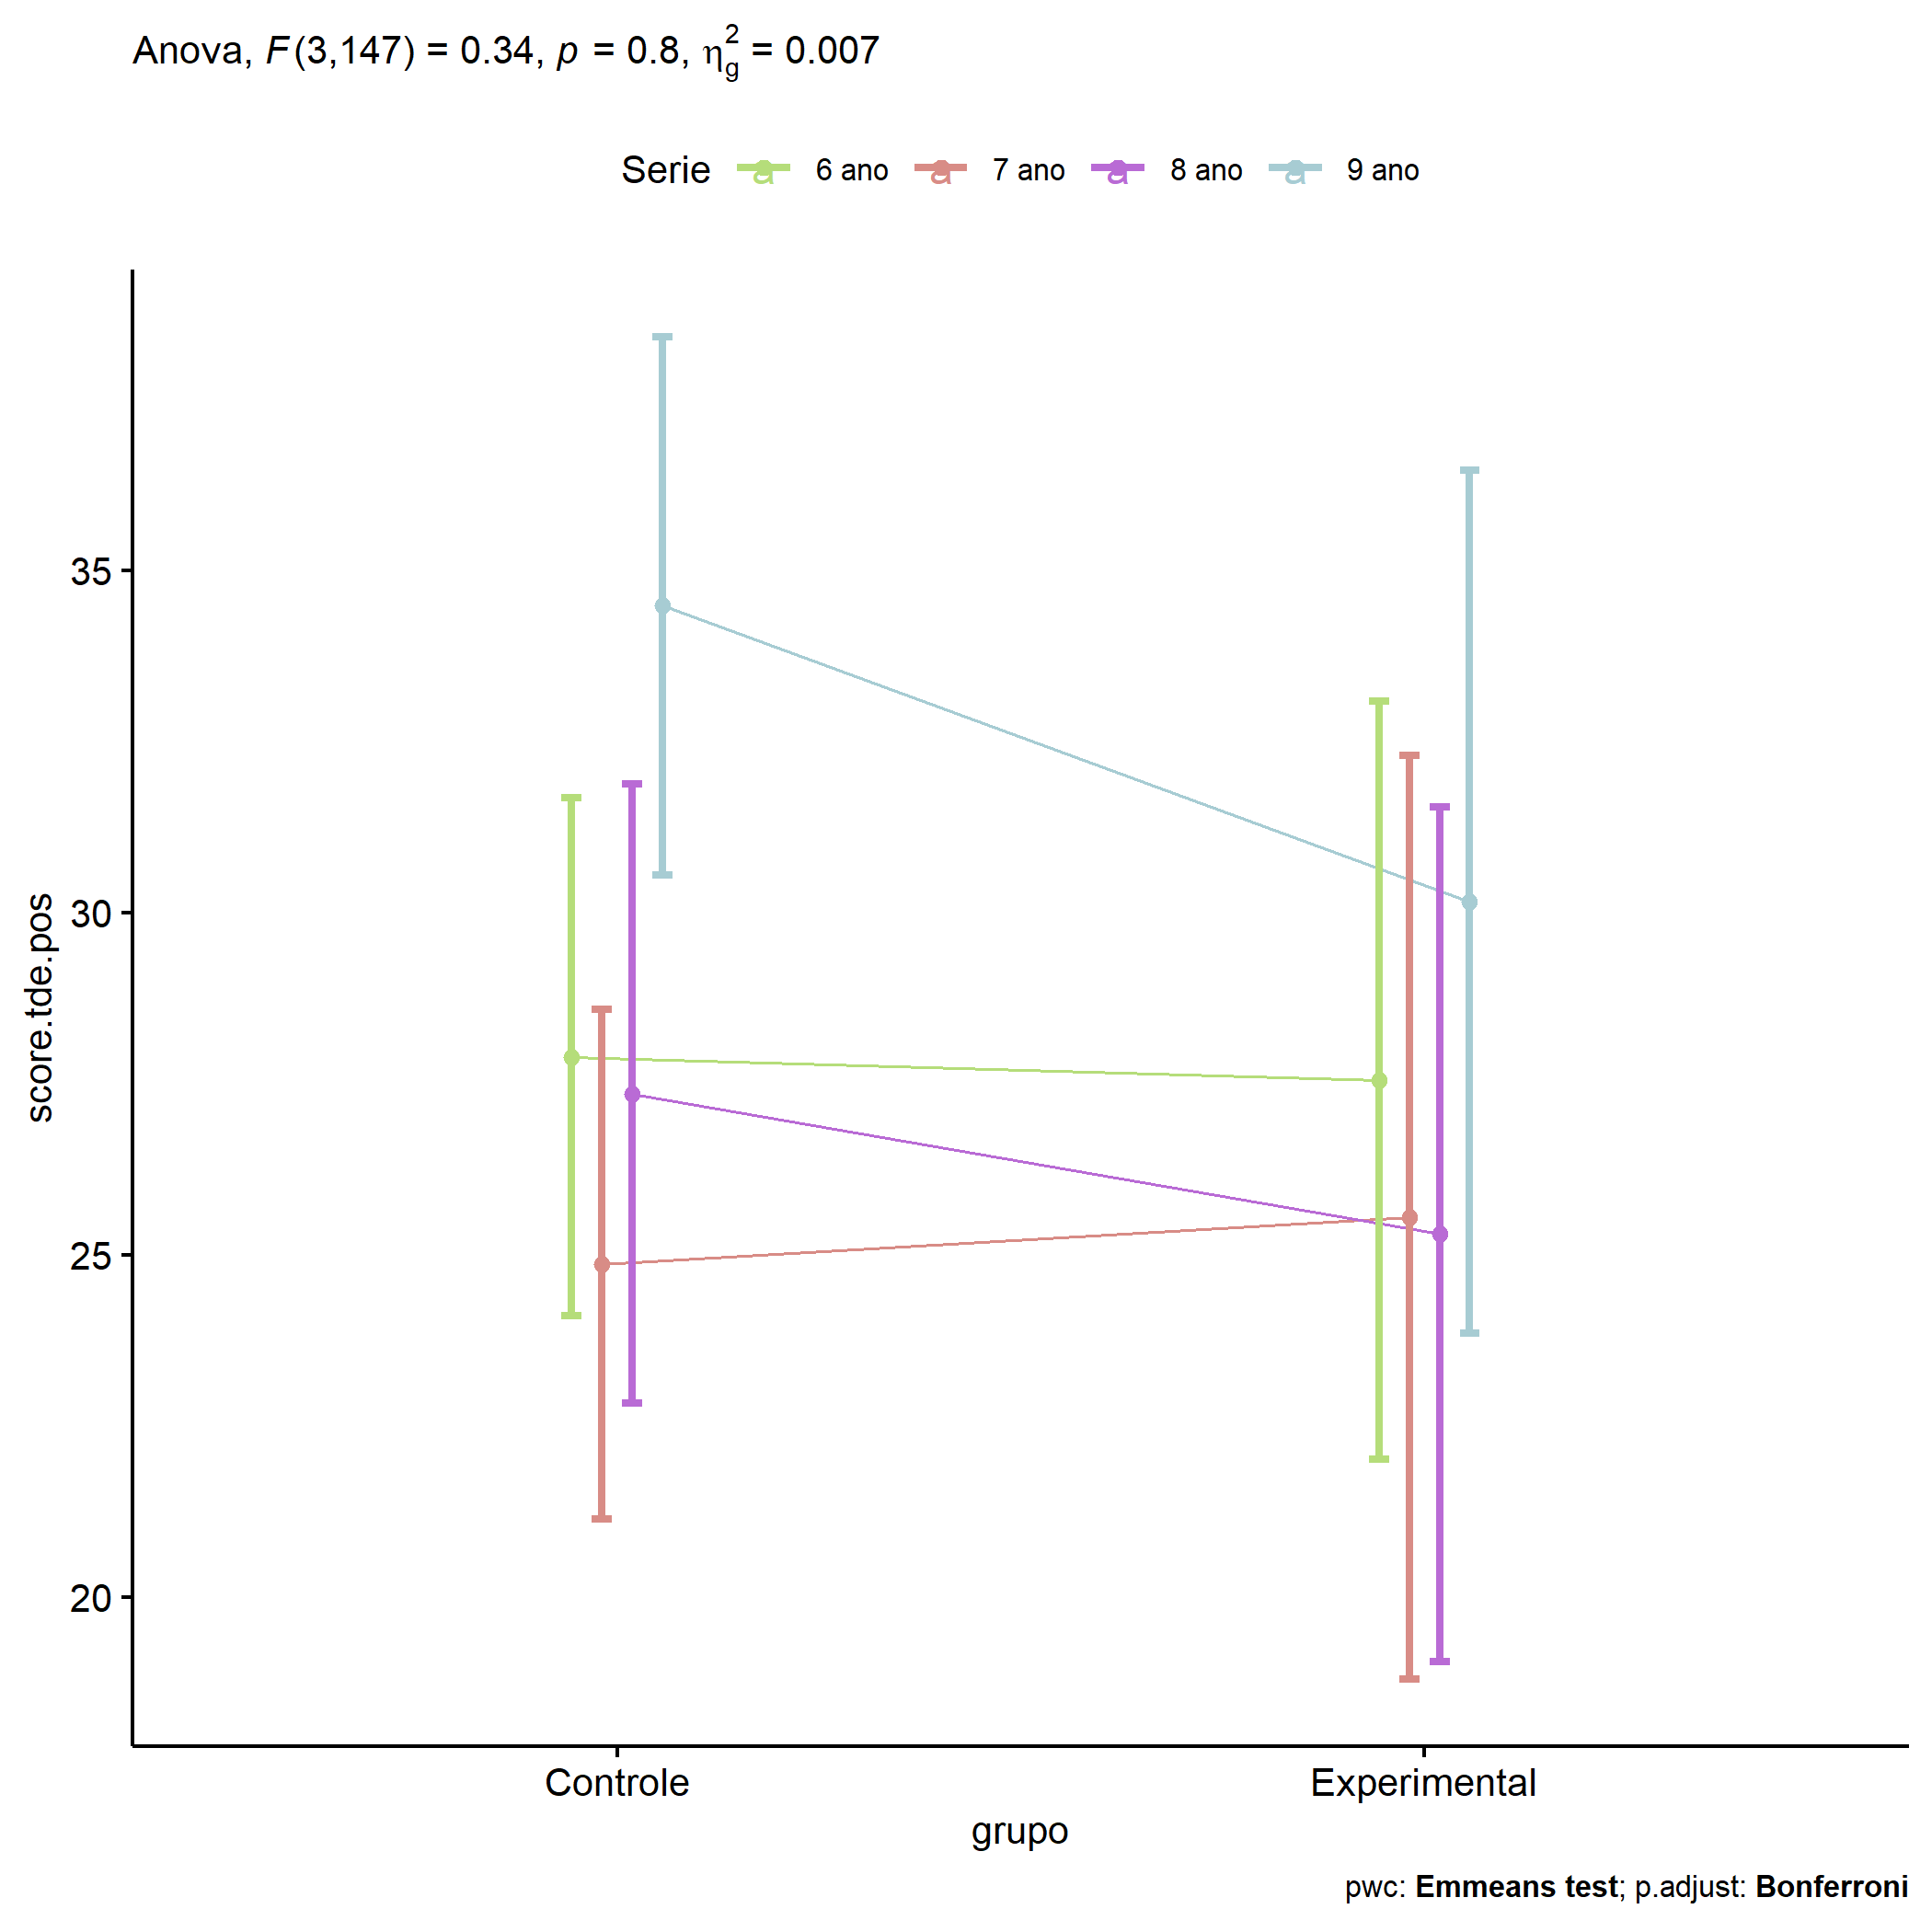 Anova, F(3,147) = 0.34, p = 0.8, η²g = 0.007
Serie a 6 ano a 7 ano a 8 ano a 9 ano
35
30
25
20
score.tde.pos
Controle Experimental
grupo
pwc: Emmeans test; p.adjust: Bonferroni